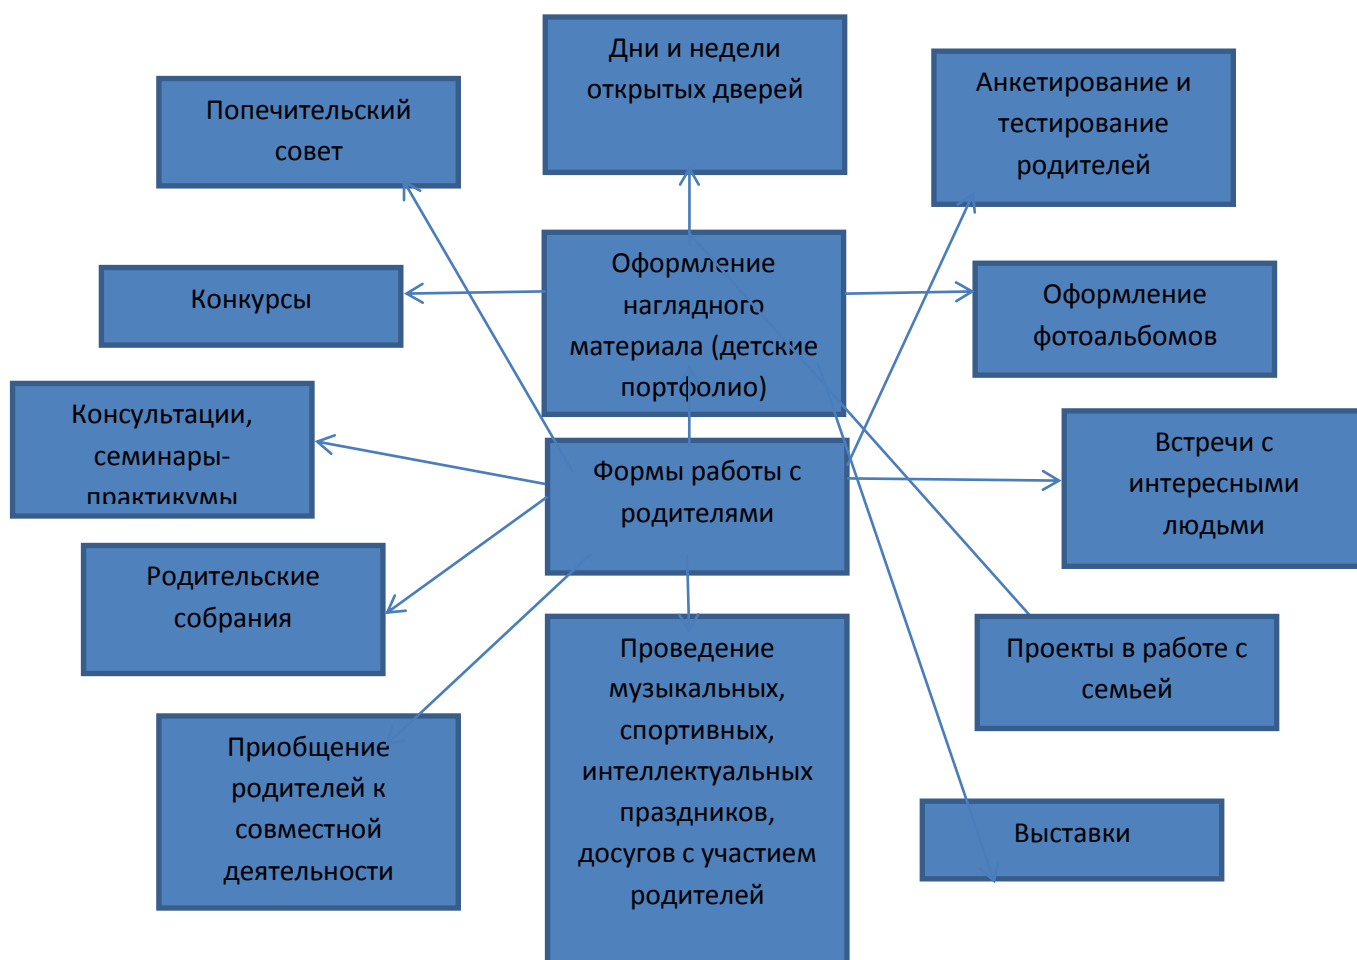 Дни и недели
открытых дверей
Анкетирование и
тестирование
родителей
Попечительский
совет
Оформление
наглядного
материала (детские
портфолио)
Конкурсы
Оформление
фотоальбомов
Консультации,
семинары-
практикумы
Формы работы с
родителями
Встречи с
интересными
людьми
Родительские
собрания
Проведение
музыкальных,
спортивных,
интеллектуальных
праздников,
досугов с участием
родителей
Проекты в работе с
семьей
Приобщение
родителей к
совместной
деятельности
Выставки